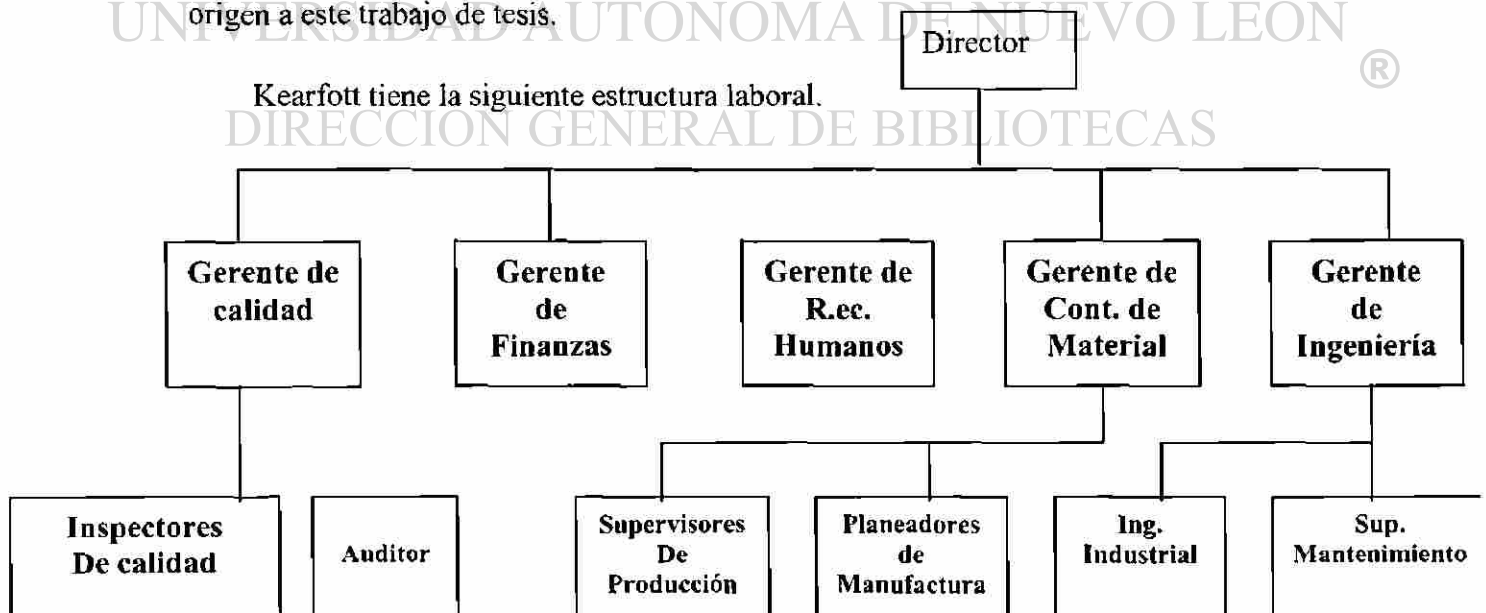 origen a este trabajo de tesis.
UNIVERSIDAD AUTONOMA DE NUEVO LEON
®
Director
Kearfott tiene la siguiente estructura laboral.
DIRECCION GENERAL DE BIBLIOTECAS
Gerente de
calidad
Gerente
de
Finanzas
Gerente de
R.ec.
Humanos
Gerente de
Cont. de
Material
Gerente
de
Ingeniería
Inspectores
De calidad
Auditor
Supervisores
De
Producción
Planeadores
de
Manufactura
Ing.
Industrial
Sup.
Mantenimiento